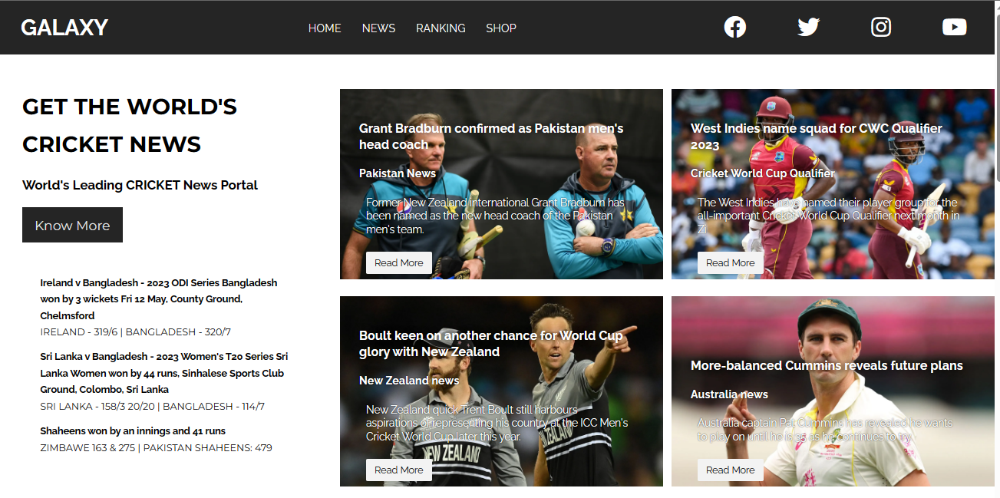 GALAXY
HOME NEWS RANKING SHOP
GET THE WORLD'S
CRICKET NEWS
World's Leading CRICKET News Portal
Know More
Ireland v Bangladesh - 2023 ODI Series Bangladesh
won by 3 wickets Fri 12 May, County Ground,
Chelmsford
IRELAND - 319/6 | BANGLADESH - 320/7
Sri Lanka v Bangladesh - 2023 Women's T20 Series Sri
Lanka Women won by 44 runs, Sinhalese Sports Club
Ground, Colombo, Sri Lanka
SRI LANKA - 158/3 20/20 | BANGLADESH - 114/7
Shaheens won by an innings and 41 runs
ZIMBAWE 163 & 275 | PAKISTAN SHAHEENS: 479
Grant Bradburn confirmed as Pakistan men's
head coach
Pakistan News
Former New Zealand international Grant Bradburn has
been named as the new head coach of the Pakistan
men's team.
Read More
West Indies name squad for CWC Qualifier
2023
Cricket World Cup Qualifier
The West Indies have named their player group for the
all-important Cricket World Cup Qualifier next month in
Zi
Read More
Boult keen on another chance for World Cup
glory with New Zealand
New Zealand news
New Zealand quick Trent Boult still harbours
aspirations of representing his country at the ICC Men's
Cricket World Cup later this year.
NEW ZEALAND
ZEALAND
Read More
More-balanced Cummins reveals future plans
Australia news
Australia captain Pat Cummins has revealed he wants
to play on until he is 35 as he continues to try.
Read More